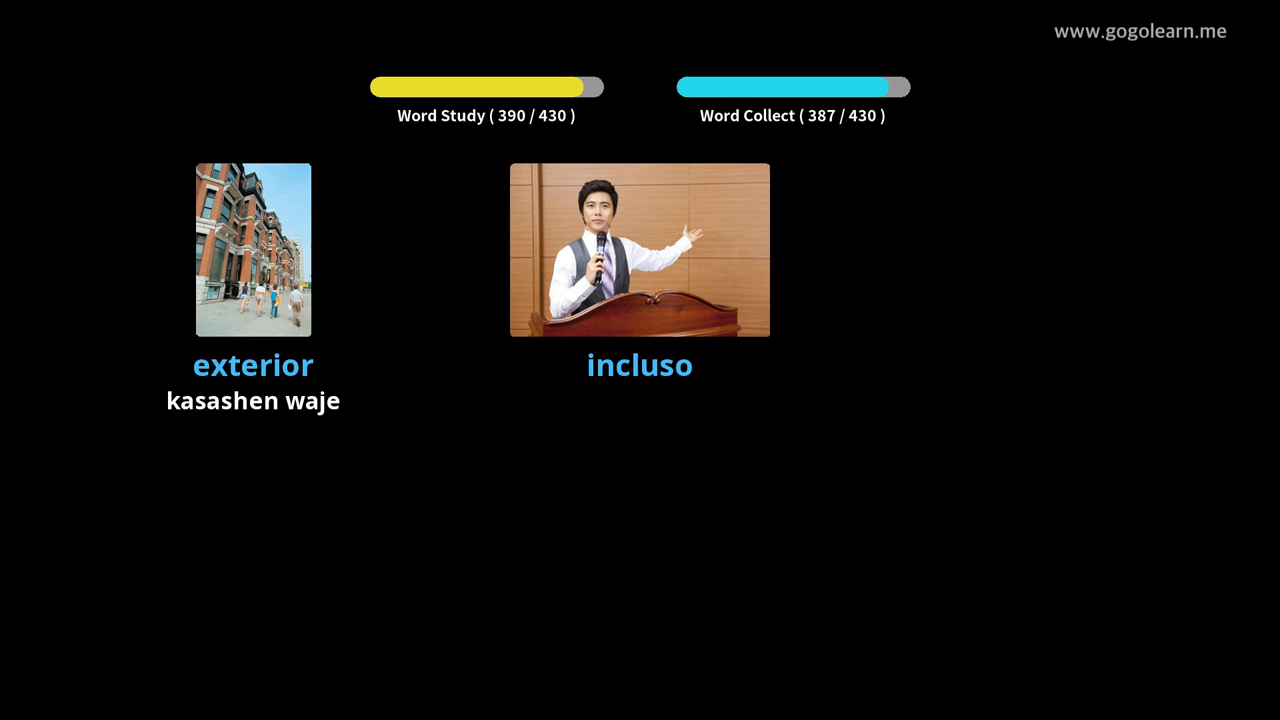 www.gogolearn.me
Word Study ( 390 / 430 )
Word Collect ( 387 / 430 )
exterior
kasashen waje
incluso